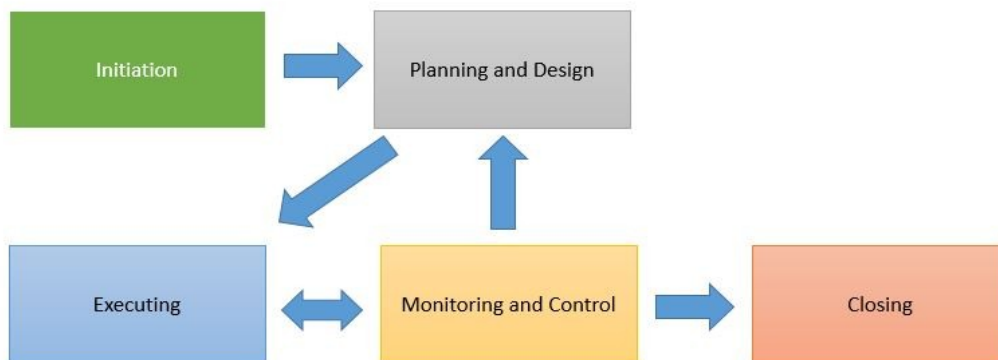 Initiation
Planning and Design
Executing
Monitoring and Control
Closing